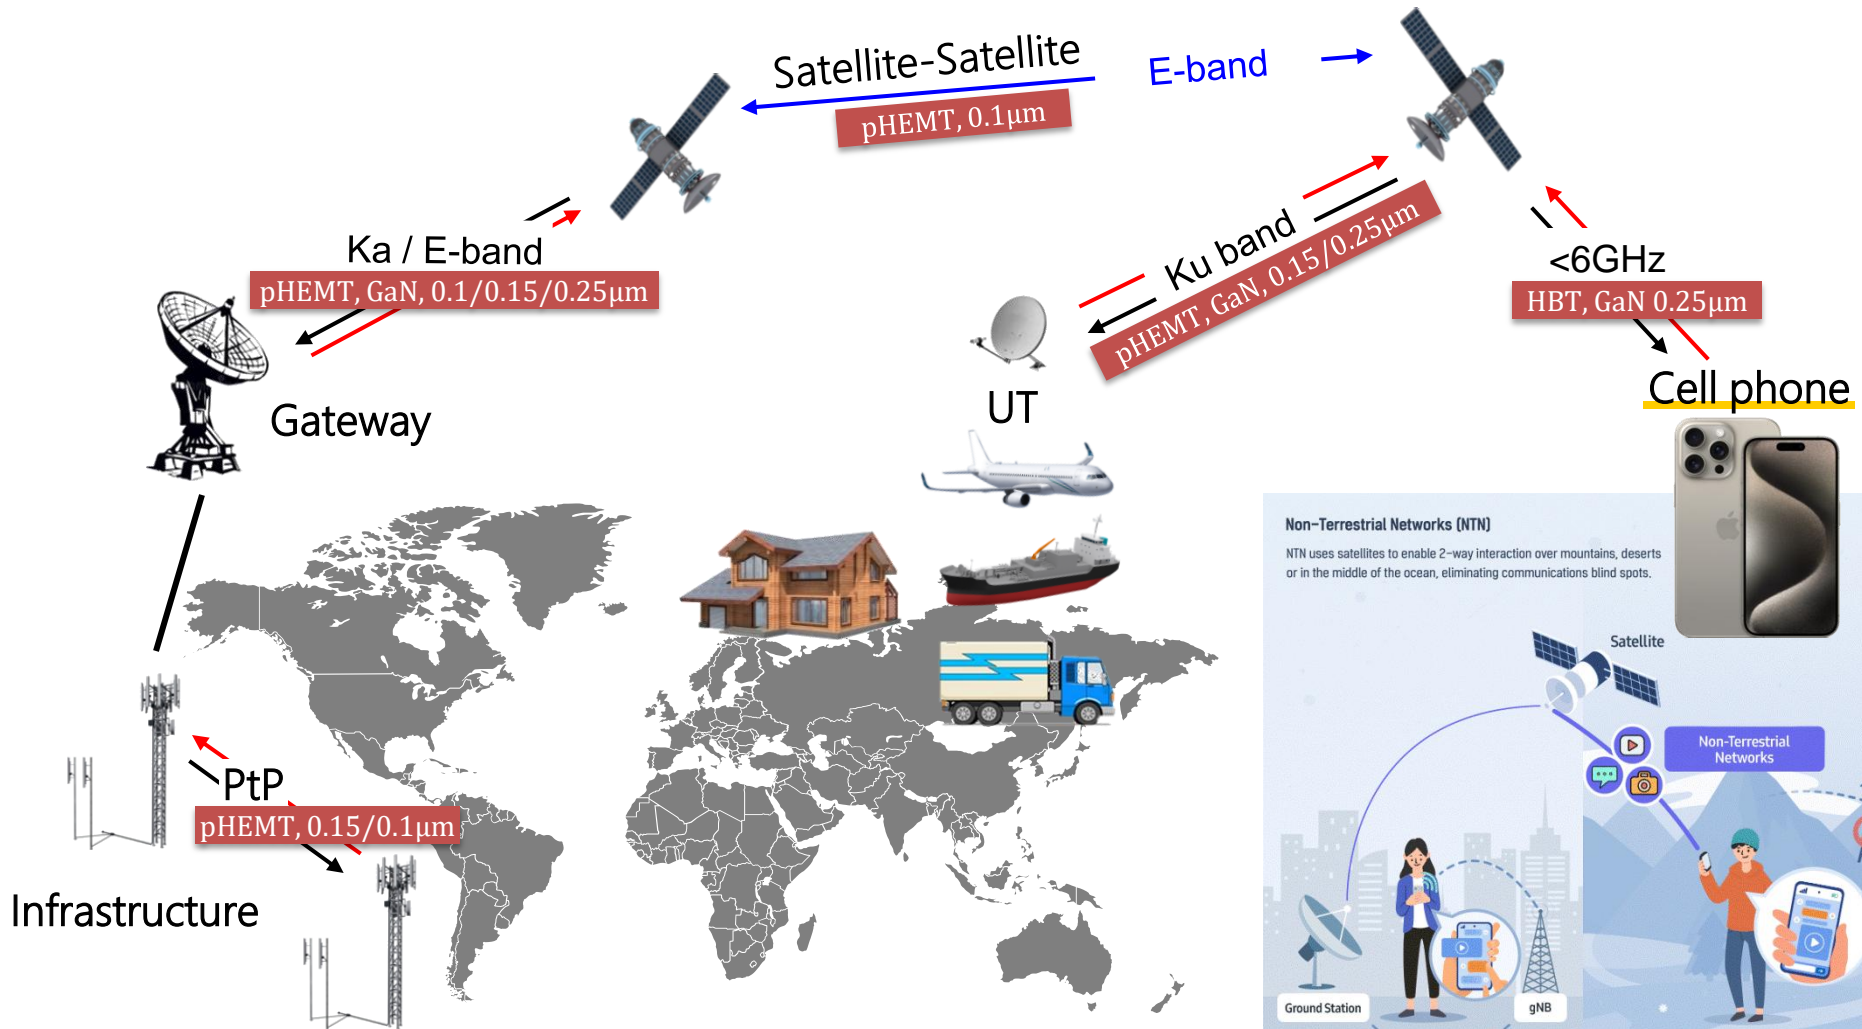 Satellite-Satellite
E-band
pHEMT, 0.1μm
Ka / E-band
pHEMT, GaN, 0.1/0.15/0.25μm
Ku band
pHEMT, GaN, 0.15/0.25μm
<6GHz
HBT, GaN 0.25μm
Gateway
UT
Cell phone
PtP
pHEMT, 0.15/0.1μm
Infrastructure
Non-Terrestrial Networks (NTN)
NTN uses satellites to enable 2-way interaction over mountains, deserts
or in the middle of the ocean, eliminating communications blind spots.
Satellite
Non-Terrestrial
Networks
Ground Station
gNB